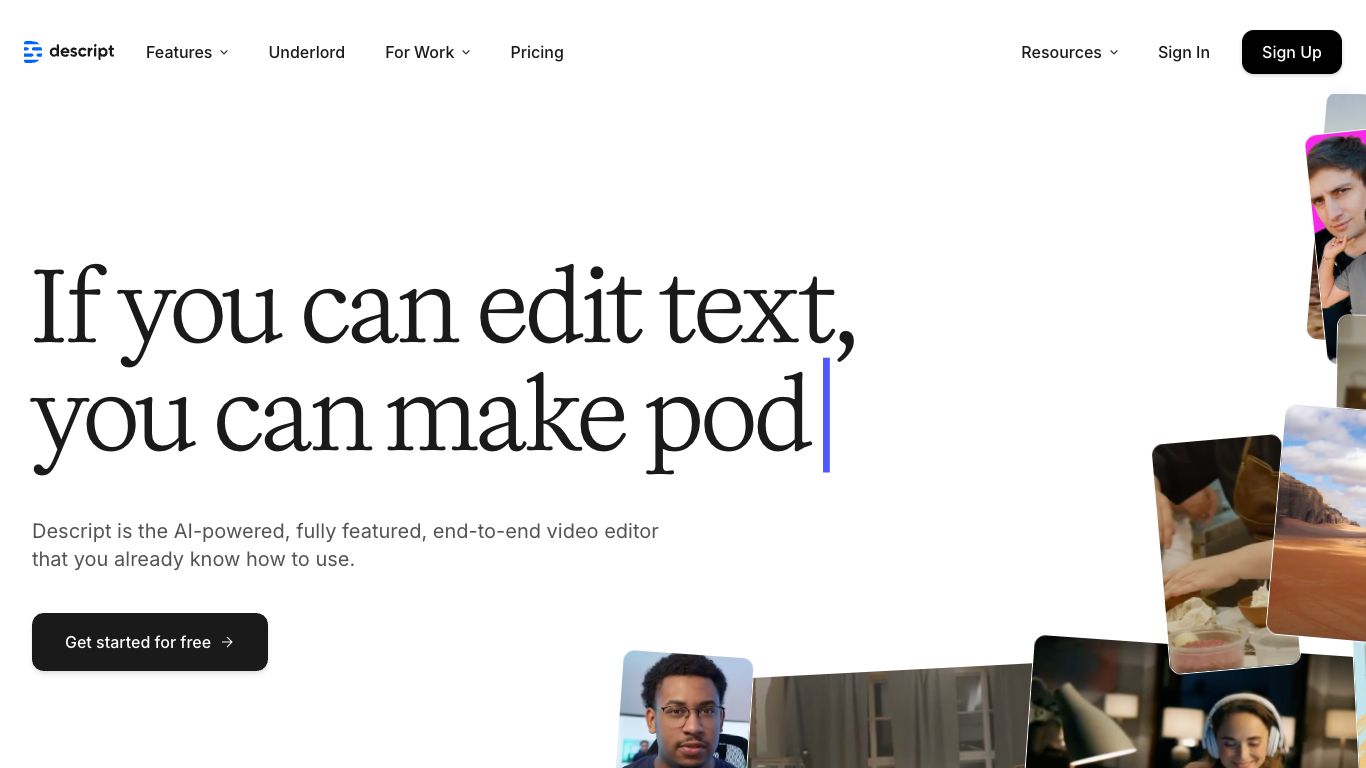 descript
Features
Underlord
For Work
Pricing
Resources
Sign In
Sign Up
If you can edit text,
you can make pod
Descript is the AI-powered, fully featured, end-to-end video editor
that you already know how to use.
Get started for free